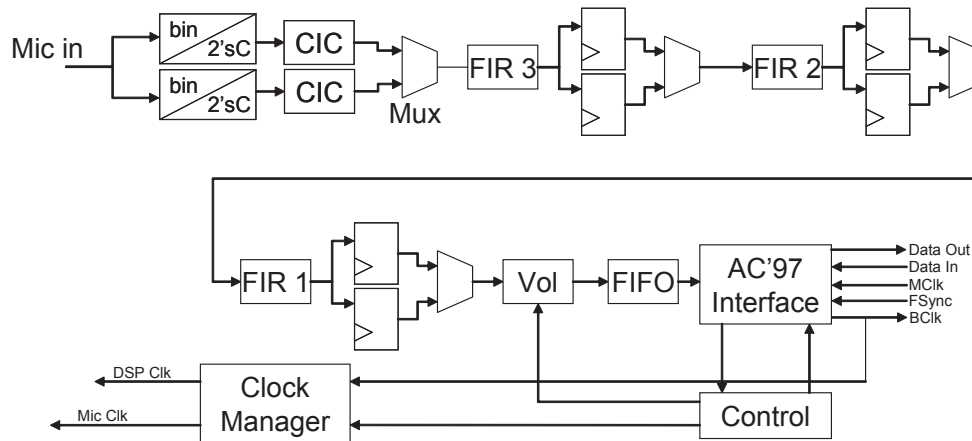 Mic in
bin
2'sC
CIC
bin
2'sC
CIC
Mux
FIR 3
FIR 2
FIR 1
Vol
FIFO
AC'97
Interface
Data Out
Data In
MClk
FSync
BClk
DSP Clk
Mic Clk
Clock
Manager
Control